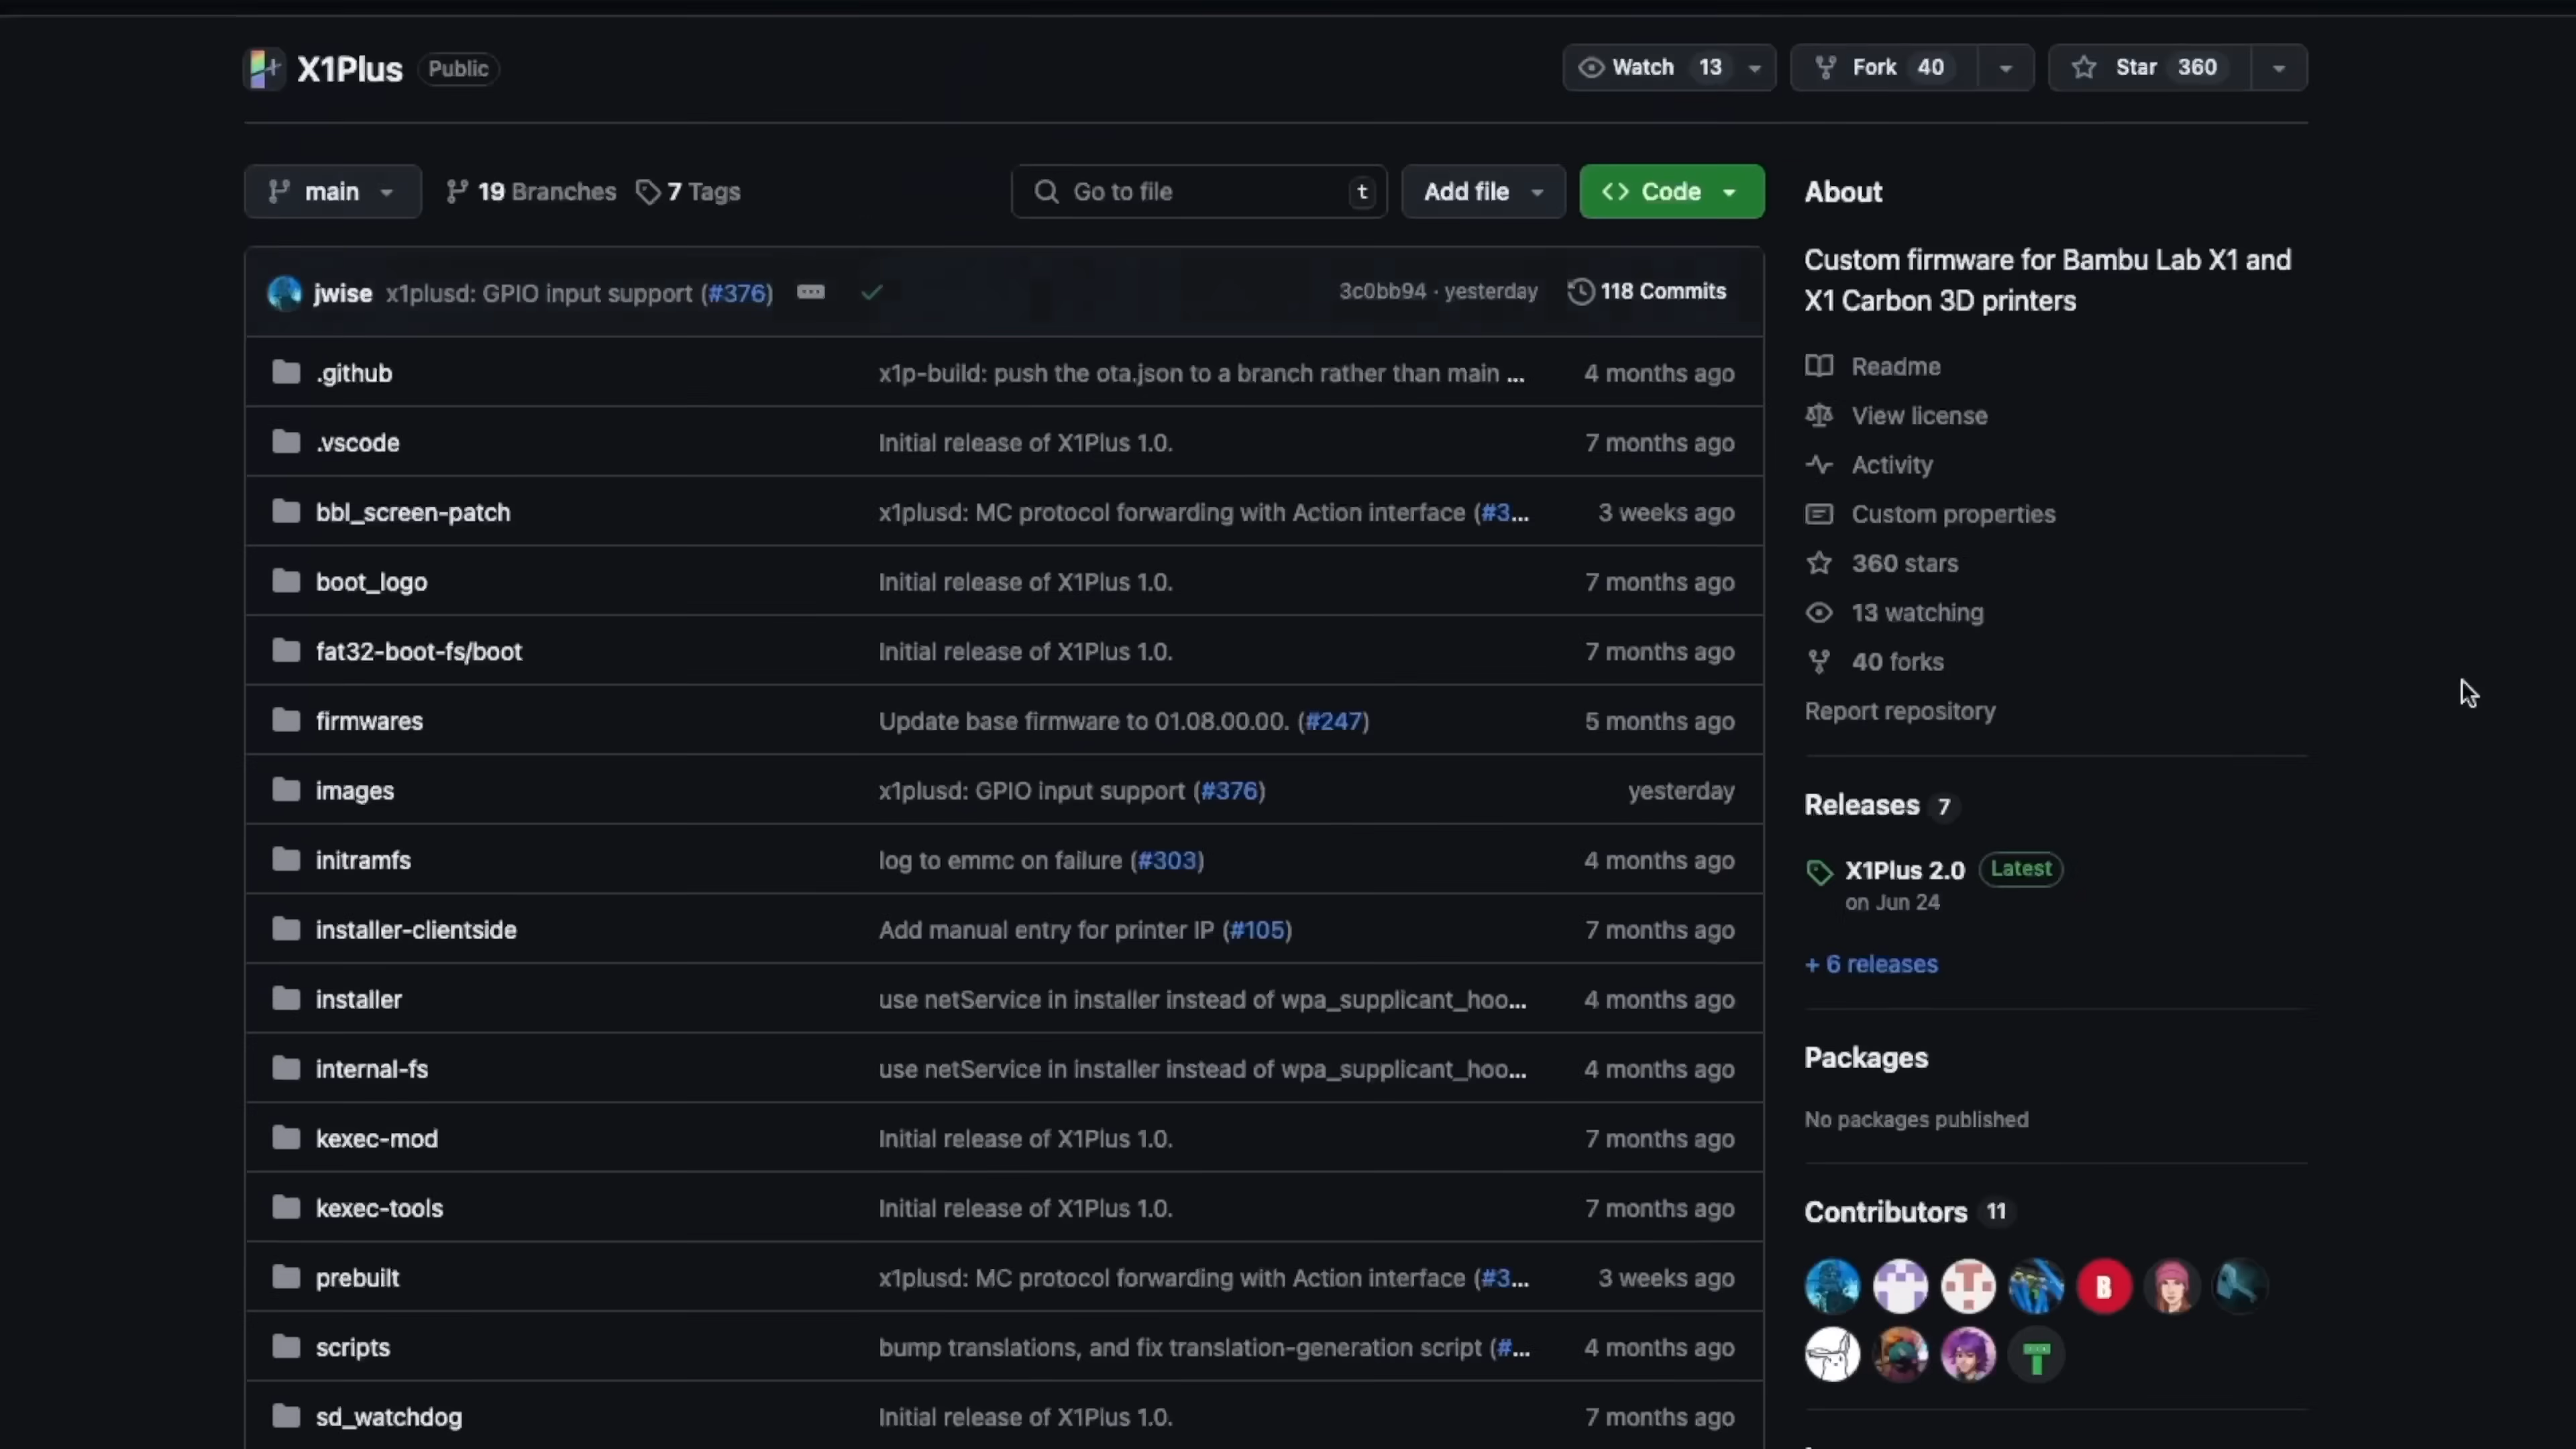 X1Plus Public
Watch 13 Fork 40 Star 360
main 19 Branches 7 Tags Go to file t Add file Code
jwise x1plusd: GPIO input support (#376) 3c0bb94 · yesterday 118 Commits
.github x1p-build: push the ota.json to a branch rather than main ... 4 months ago
.vscode Initial release of X1Plus 1.0. 7 months ago
bbl_screen-patch x1plusd: MC protocol forwarding with Action interface (#3... 3 weeks ago
boot_logo Initial release of X1Plus 1.0. 7 months ago
fat32-boot-fs/boot Initial release of X1Plus 1.0. 7 months ago
firmwares Update base firmware to 01.08.00.00. (#247) 5 months ago
images x1plusd: GPIO input support (#376) yesterday
initramfs log to emmc on failure (#303) 4 months ago
installer-clientside Add manual entry for printer IP (#105) 7 months ago
installer use netService in installer instead of wpa_supplicant_hoo... 4 months ago
internal-fs use netService in installer instead of wpa_supplicant_hoo... 4 months ago
kexec-mod Initial release of X1Plus 1.0. 7 months ago
kexec-tools Initial release of X1Plus 1.0. 7 months ago
prebuilt x1plusd: MC protocol forwarding with Action interface (#3... 3 weeks ago
scripts bump translations, and fix translation-generation script (#... 4 months ago
sd_watchdog Initial release of X1Plus 1.0. 7 months ago
About
Custom firmware for Bambu Lab X1 and
X1 Carbon 3D printers
Readme
View license
Activity
Custom properties
360 stars
13 watching
40 forks
Report repository
Releases 7
X1Plus 2.0 Latest
on Jun 24
+ 6 releases
Packages
No packages published
Contributors 11
B